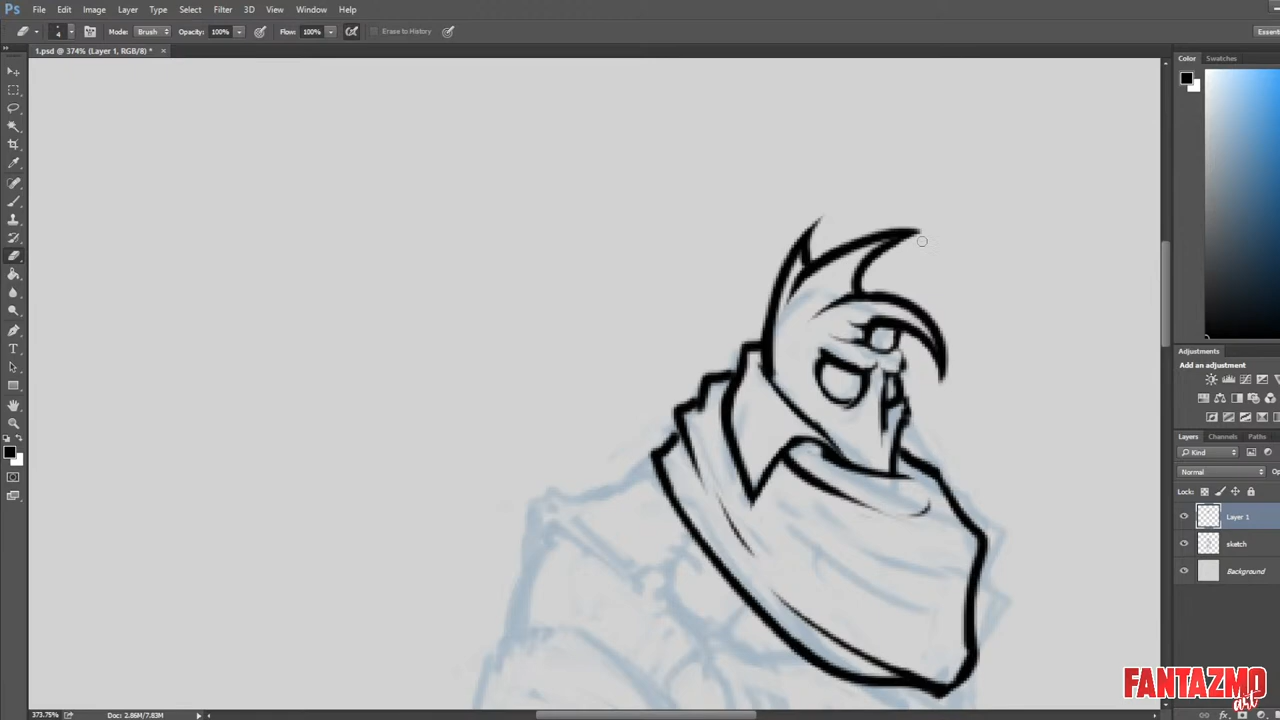 Ps File Edit Image Layer Type Select Filter 3D View Window Help
4 Mode: Brush Opacity: 100% Flow: 100% Erase to History
1.psd @ 374% (Layer 1, RGB/8) * ×
Color Swatches
Adjustments
Add an adjustment
Layers Channels Paths
Kind
Normal
Lock:
Layer 1
sketch
Background
FANTAZMO
art
373.75% Doc: 2.86M/7.83M
fx